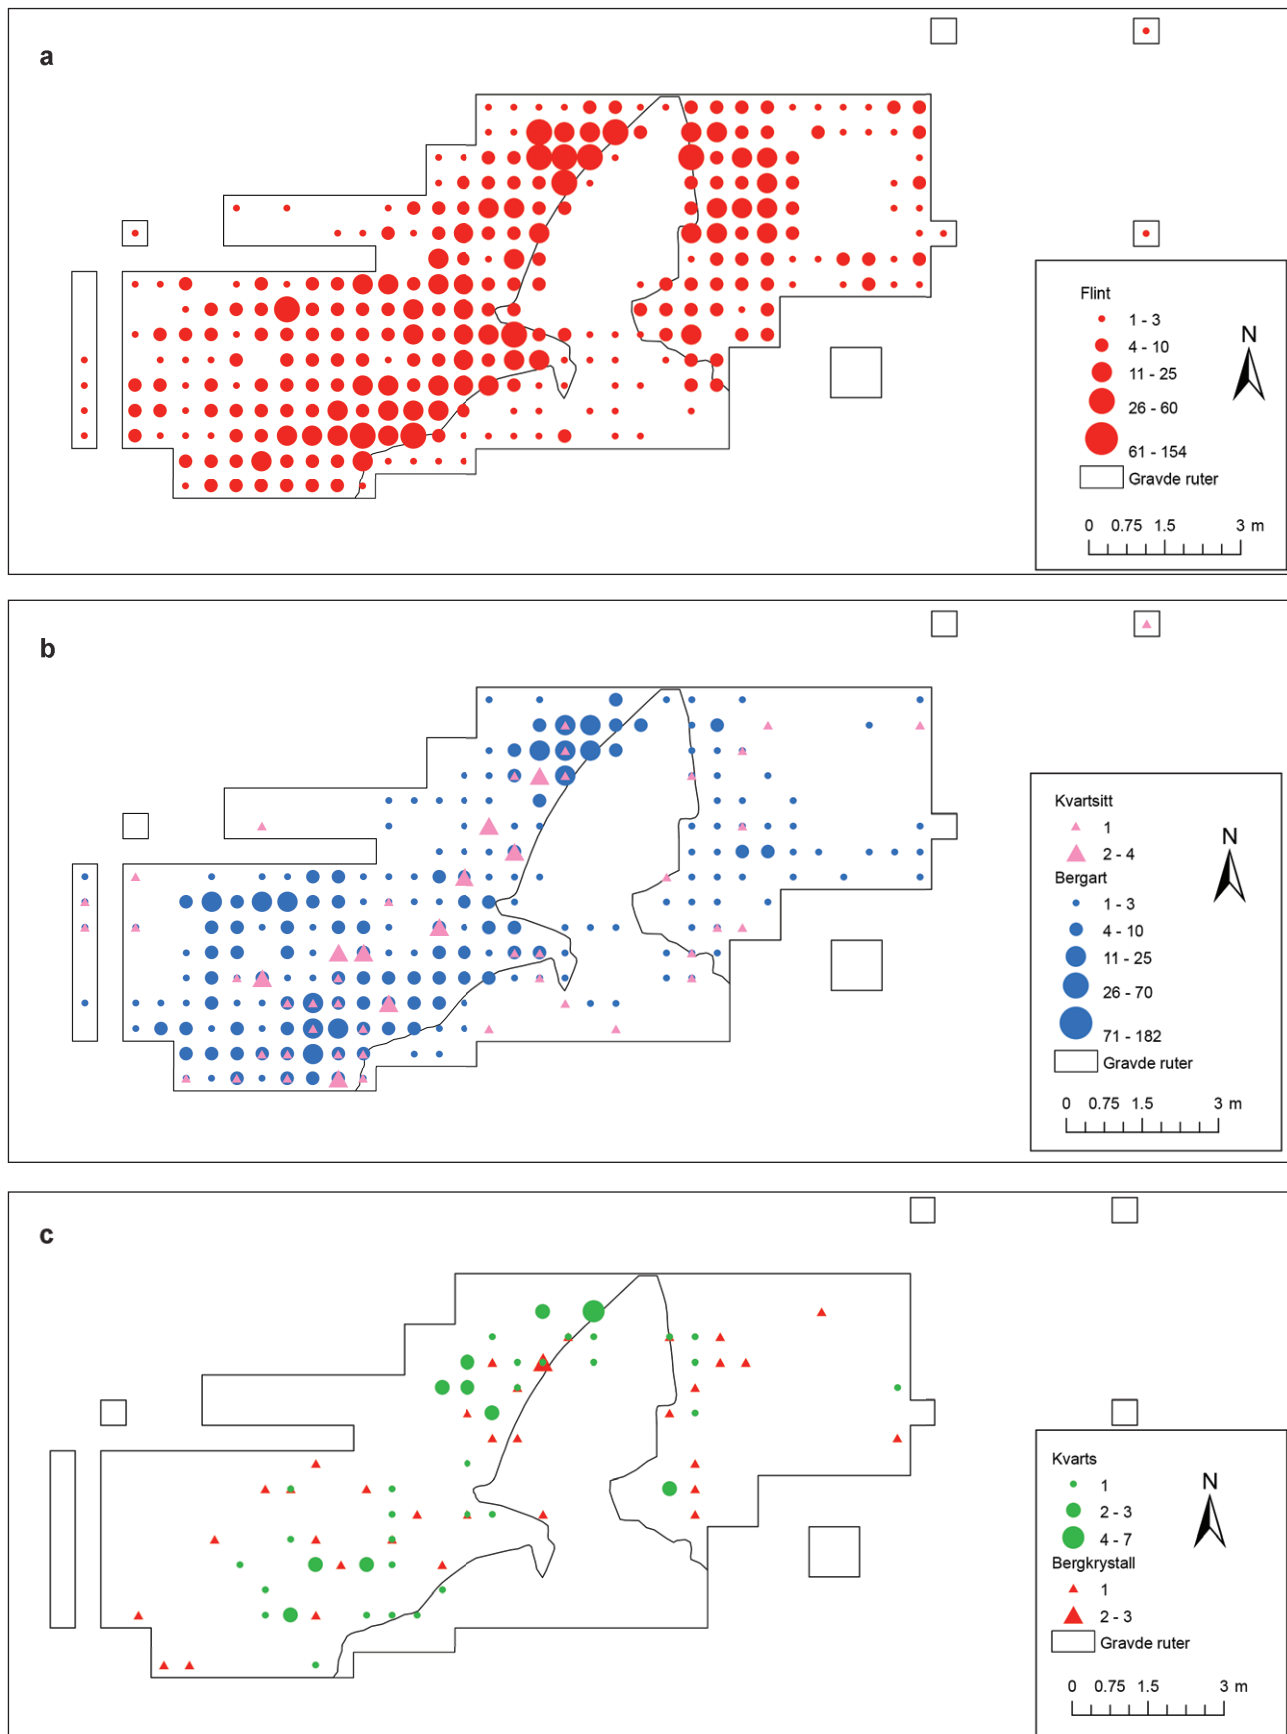 a
Flint
1 - 3
4 - 10
11 - 25
26 - 60
61 - 154
Gravde ruter
N
0 0.75 1.5 3 m
b
Kvartsitt
1
2 - 4
Bergart
1 - 3
4 - 10
11 - 25
26 - 70
71 - 182
Gravde ruter
N
0 0.75 1.5 3 m
c
Kvarts
1
2 - 3
4 - 7
Bergkrystall
1
2 - 3
Gravde ruter
N
0 0.75 1.5 3 m